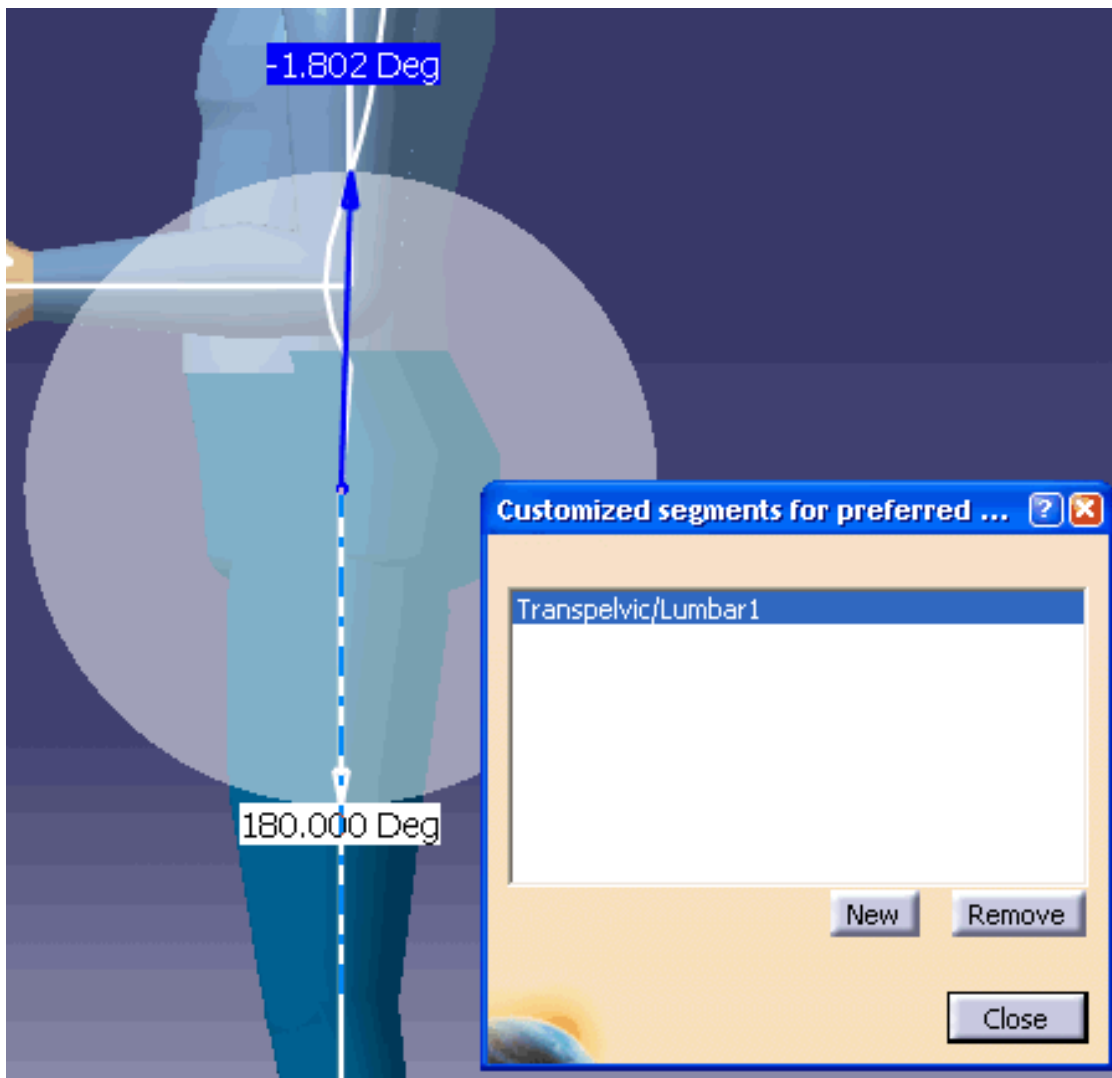 -1.802 Deg
Customized segments for preferred ...
Transpelvic/Lumbar1
180.000 Deg
New
Remove
Close